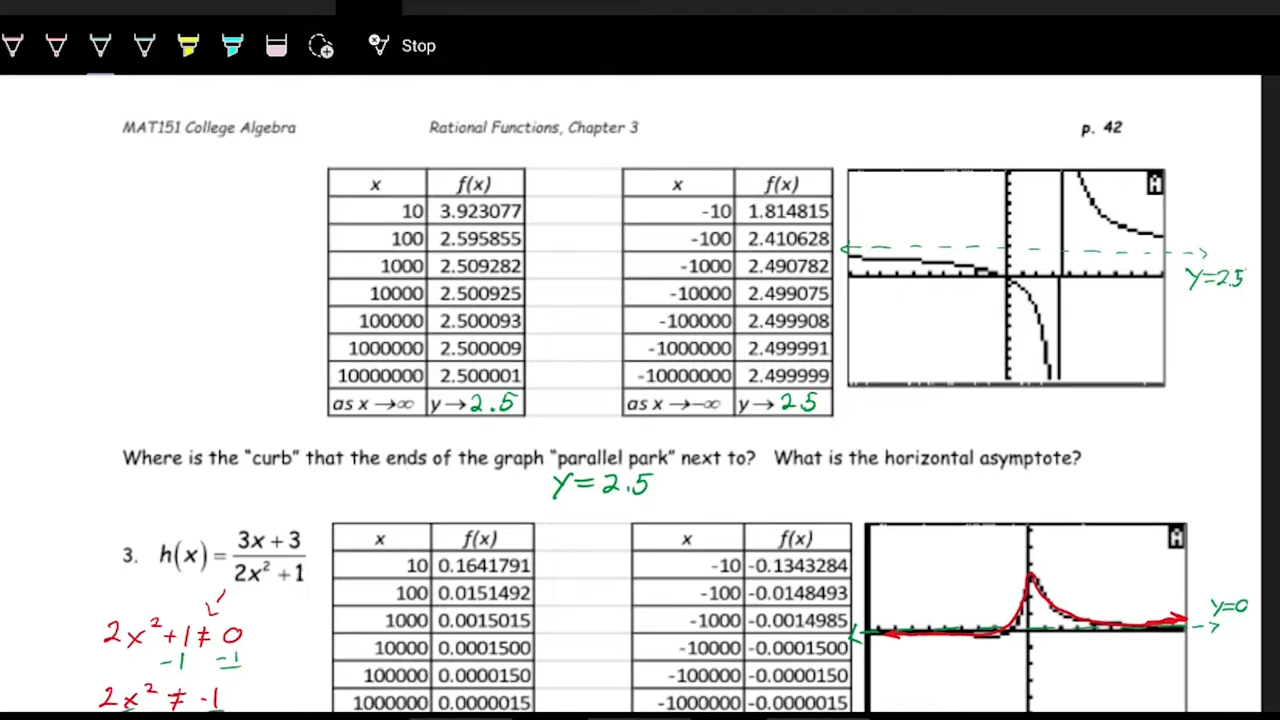 Stop
MAT151 College Algebra Rational Functions, Chapter 3 p. 42
x f(x) x f(x)
10 3.923077 -10 1.814815
100 2.595855 -100 2.410628
1000 2.509282 -1000 2.490782
10000 2.500925 -10000 2.499075
100000 2.500093 -100000 2.499908
1000000 2.500009 -1000000 2.499991
10000000 2.500001 -10000000 2.499999
as x →∞ y → 2.5 as x →-∞ y → 2.5
y=2.5
Where is the “curb” that the ends of the graph “parallel park” next to? What is the horizontal asymptote?
y = 2.5
3. h(x) = (3x + 3)/(2x² + 1)
x f(x) x f(x)
10 0.1641791 -10 -0.1343284
100 0.0151492 -100 -0.0148493
1000 0.0015015 -1000 -0.0014985
10000 0.0001500 -10000 -0.0001500
100000 0.0000150 -100000 -0.0000150
1000000 0.0000015 -1000000 -0.0000015
y=0
2x²+1 ≠ 0
-1 -1
2x² ≠ -1